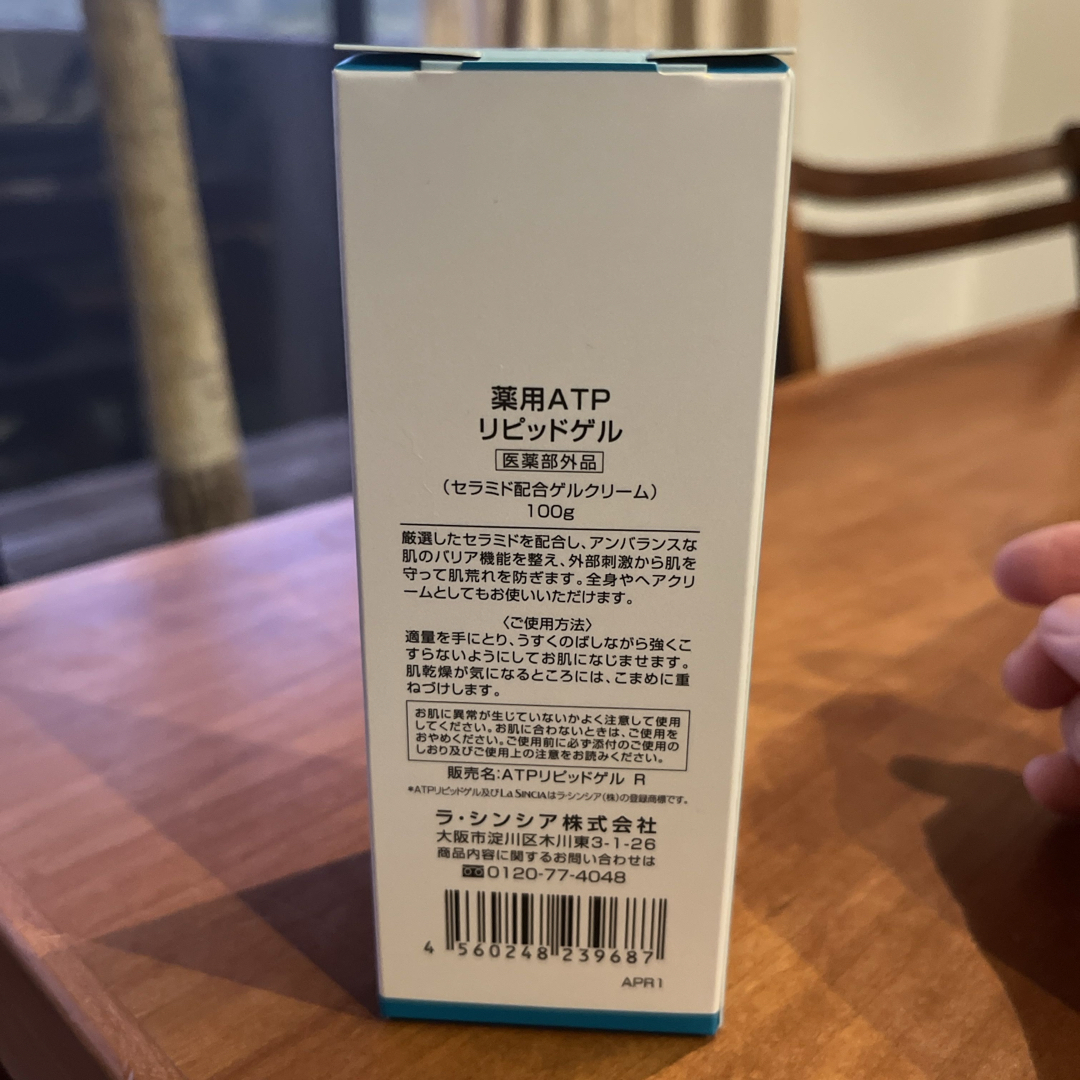 薬用ATP
リピッドゲル
医薬部外品
(セラミド配合ゲルクリーム)
100g
厳選したセラミドを配合し、アンバランスな
肌のバリア機能を整え、外部刺激から肌を
守って肌荒れを防ぎます。全身やヘアクリ
ームとしてもお使いいただけます。
〈ご使用方法〉
適量を手にとり、うすくのばしながら強くこ
すらないようにしてお肌になじませます。
肌乾燥が気になるところには、こまめに重
ねづけします。
お肌に異常が生じていないかよく注意して使用
してください。お肌に合わないときは、ご使用を
おやめください。ご使用前に必ず添付のご使用の
しおり及びご使用上の注意をお読みください。
販売名:ATPリピッドゲル R
*ATPリピッドゲル及びLa SINCIAはラ・シンシア(株)の登録商標です。
ラ・シンシア株式会社
大阪市淀川区木川東3-1-26
商品内容に関するお問い合わせは
0120-77-4048
4 560248 239687
APR1